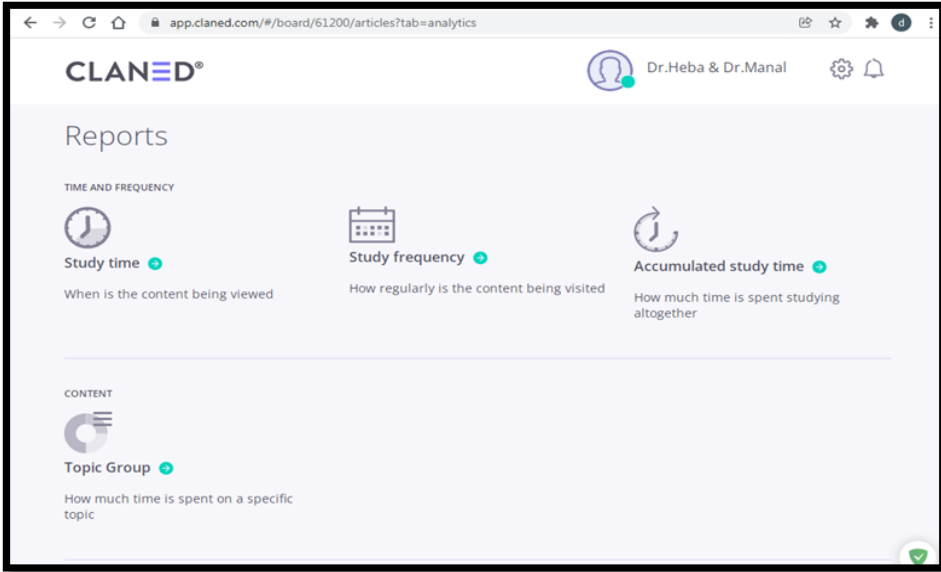 app.claned.com/#/board/61200/articles?tab=analytics
d
CLANED®
Dr.Heba & Dr.Manal
Reports
TIME AND FREQUENCY
Study time
When is the content being viewed
Study frequency
How regularly is the content being visited
Accumulated study time
How much time is spent studying
altogether
CONTENT
Topic Group
How much time is spent on a specific
topic